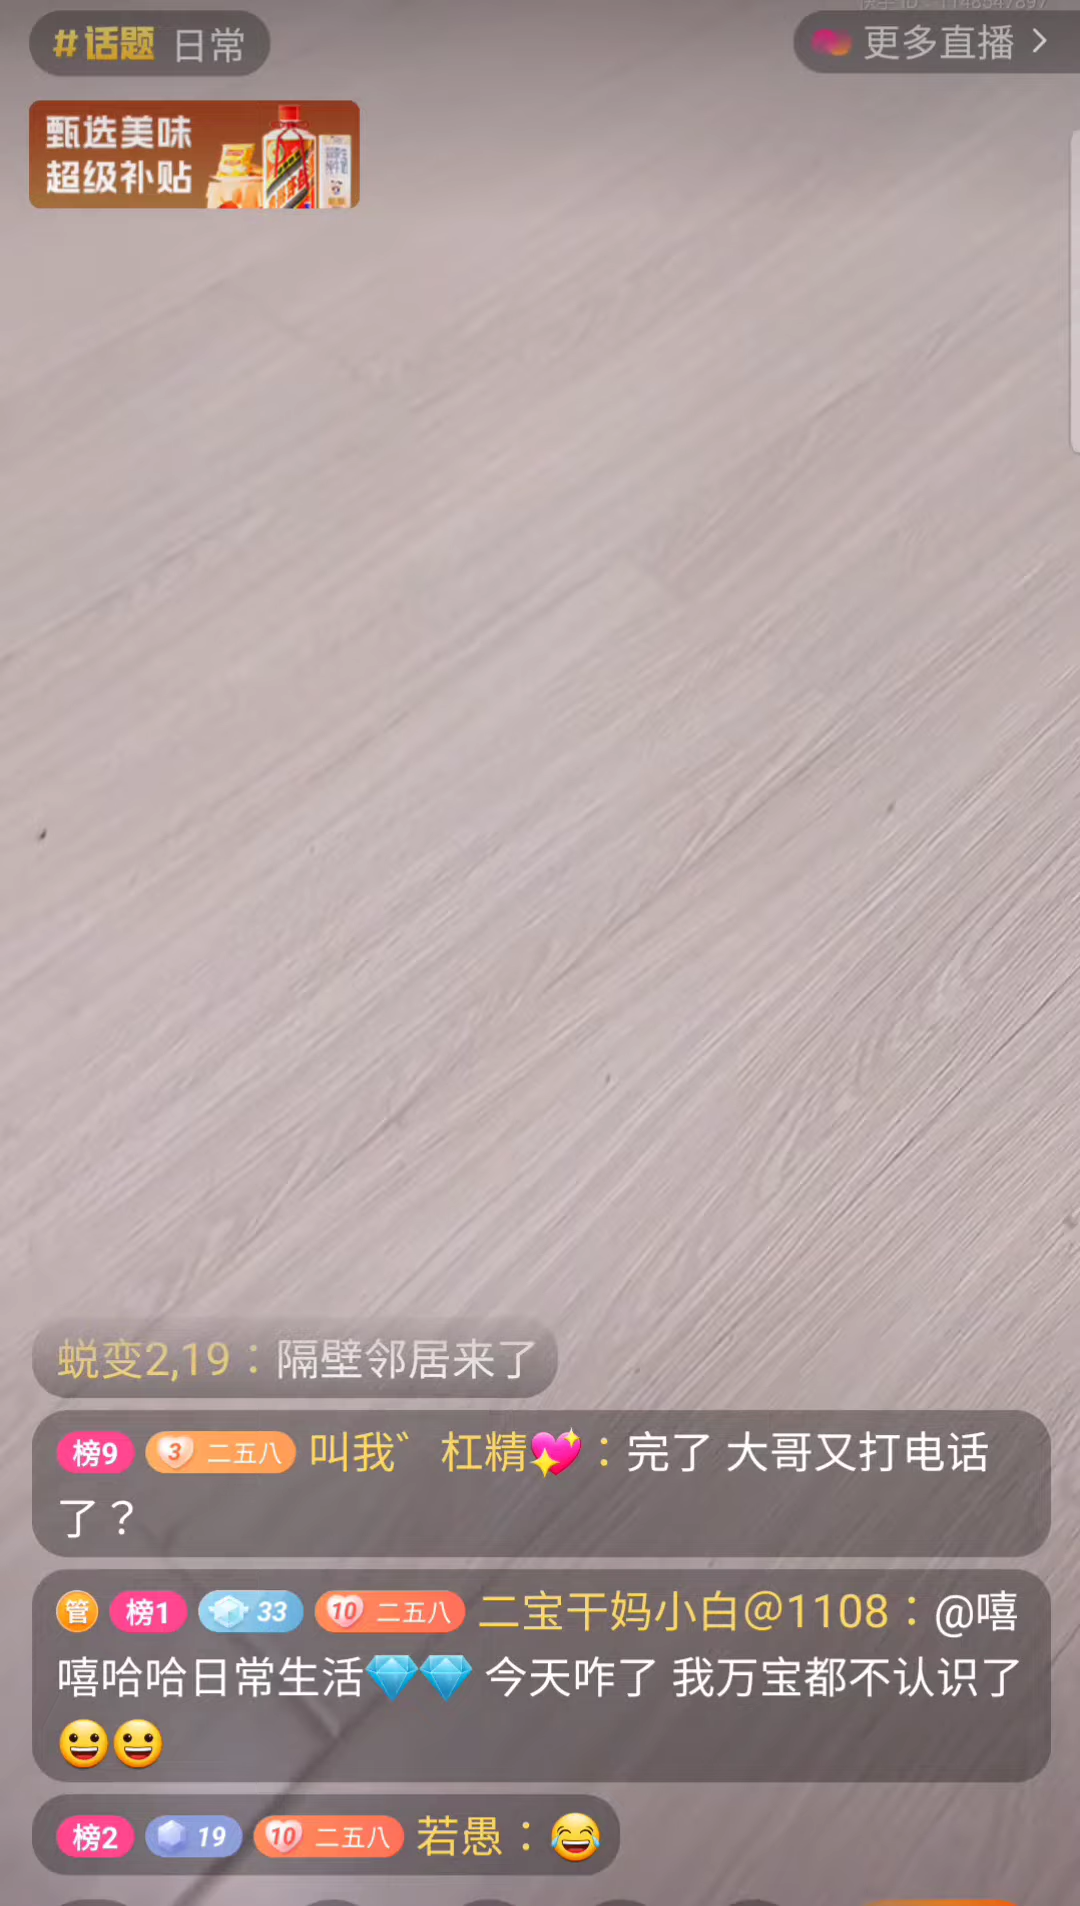 #话题 日常
更多直播 >
甄选美味
超级补贴
蜕变2,19：隔壁邻居来了
榜9 3 二五八 叫我゛杠精💖：完了 大哥又打电话
了？
管 榜1 33 10 二五八 二宝干妈小白@1108：@嘻
嘻哈哈日常生活💎💎 今天咋了 我万宝都不认识了
😀😀
榜2 19 10 二五八 若愚：😂